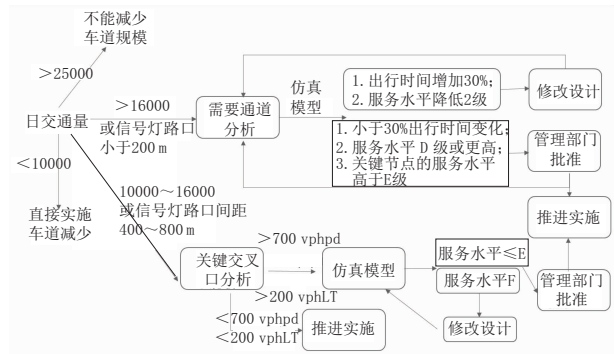 不能减少
车道规模
>25000
日交通量
>16000
或信号灯路口
小于200 m
<10000
直接实施
车道减少
需要通道
分析
仿真
模型
1. 出行时间增加30%;
2. 服务水平降低2级
修改设计
1. 小于30%出行时间变化;
2. 服务水平 D 级或更高;
3. 关键节点的服务水平
高于E级
管理部门
批准
推进实施
10000～16000
或信号灯路口间距
400～800 m
关键交叉
口分析
>700 vphpd
>200 vphLT
<700 vphpd
<200 vphLT
推进实施
仿真模型
服务水平≤E
服务水平F
修改设计
管理部门
批准